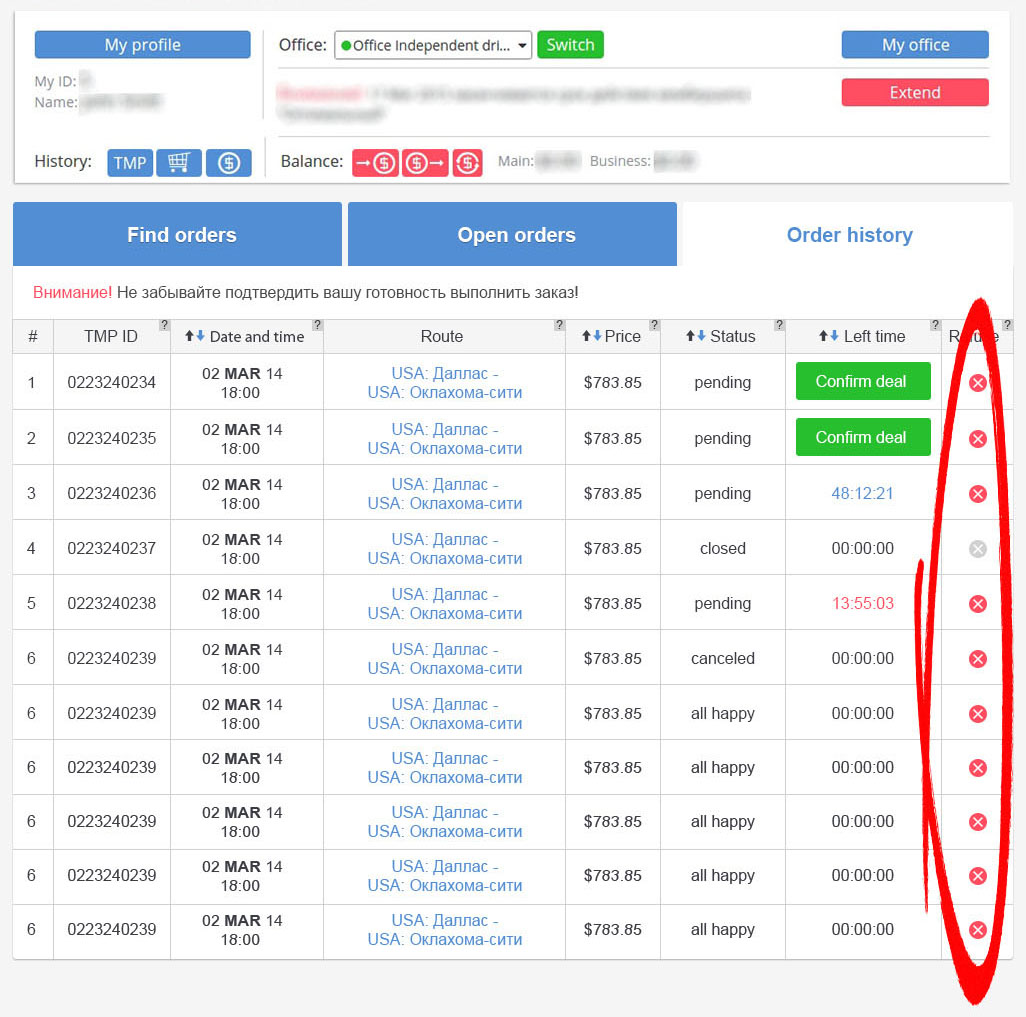 My profile
Office: Office Independent dri... Switch
My office
My ID:
Name:
Extend
History: TMP
Balance: Main: Business:
Find orders Open orders Order history
Внимание! Не забывайте подтвердить вашу готовность выполнить заказ!
# TMP ID ? Date and time ? Route ? Price ? Status ? Left time ? ?
1 0223240234 02 MAR 14 18:00 USA: Даллас - USA: Оклахома-сити $783.85 pending Confirm deal
2 0223240235 02 MAR 14 18:00 USA: Даллас - USA: Оклахома-сити $783.85 pending Confirm deal
3 0223240236 02 MAR 14 18:00 USA: Даллас - USA: Оклахома-сити $783.85 pending 48:12:21
4 0223240237 02 MAR 14 18:00 USA: Даллас - USA: Оклахома-сити $783.85 closed 00:00:00
5 0223240238 02 MAR 14 18:00 USA: Даллас - USA: Оклахома-сити $783.85 pending 13:55:03
6 0223240239 02 MAR 14 18:00 USA: Даллас - USA: Оклахома-сити $783.85 canceled 00:00:00
6 0223240239 02 MAR 14 18:00 USA: Даллас - USA: Оклахома-сити $783.85 all happy 00:00:00
6 0223240239 02 MAR 14 18:00 USA: Даллас - USA: Оклахома-сити $783.85 all happy 00:00:00
6 0223240239 02 MAR 14 18:00 USA: Даллас - USA: Оклахома-сити $783.85 all happy 00:00:00
6 0223240239 02 MAR 14 18:00 USA: Даллас - USA: Оклахома-сити $783.85 all happy 00:00:00
6 0223240239 02 MAR 14 18:00 USA: Даллас - USA: Оклахома-сити $783.85 all happy 00:00:00